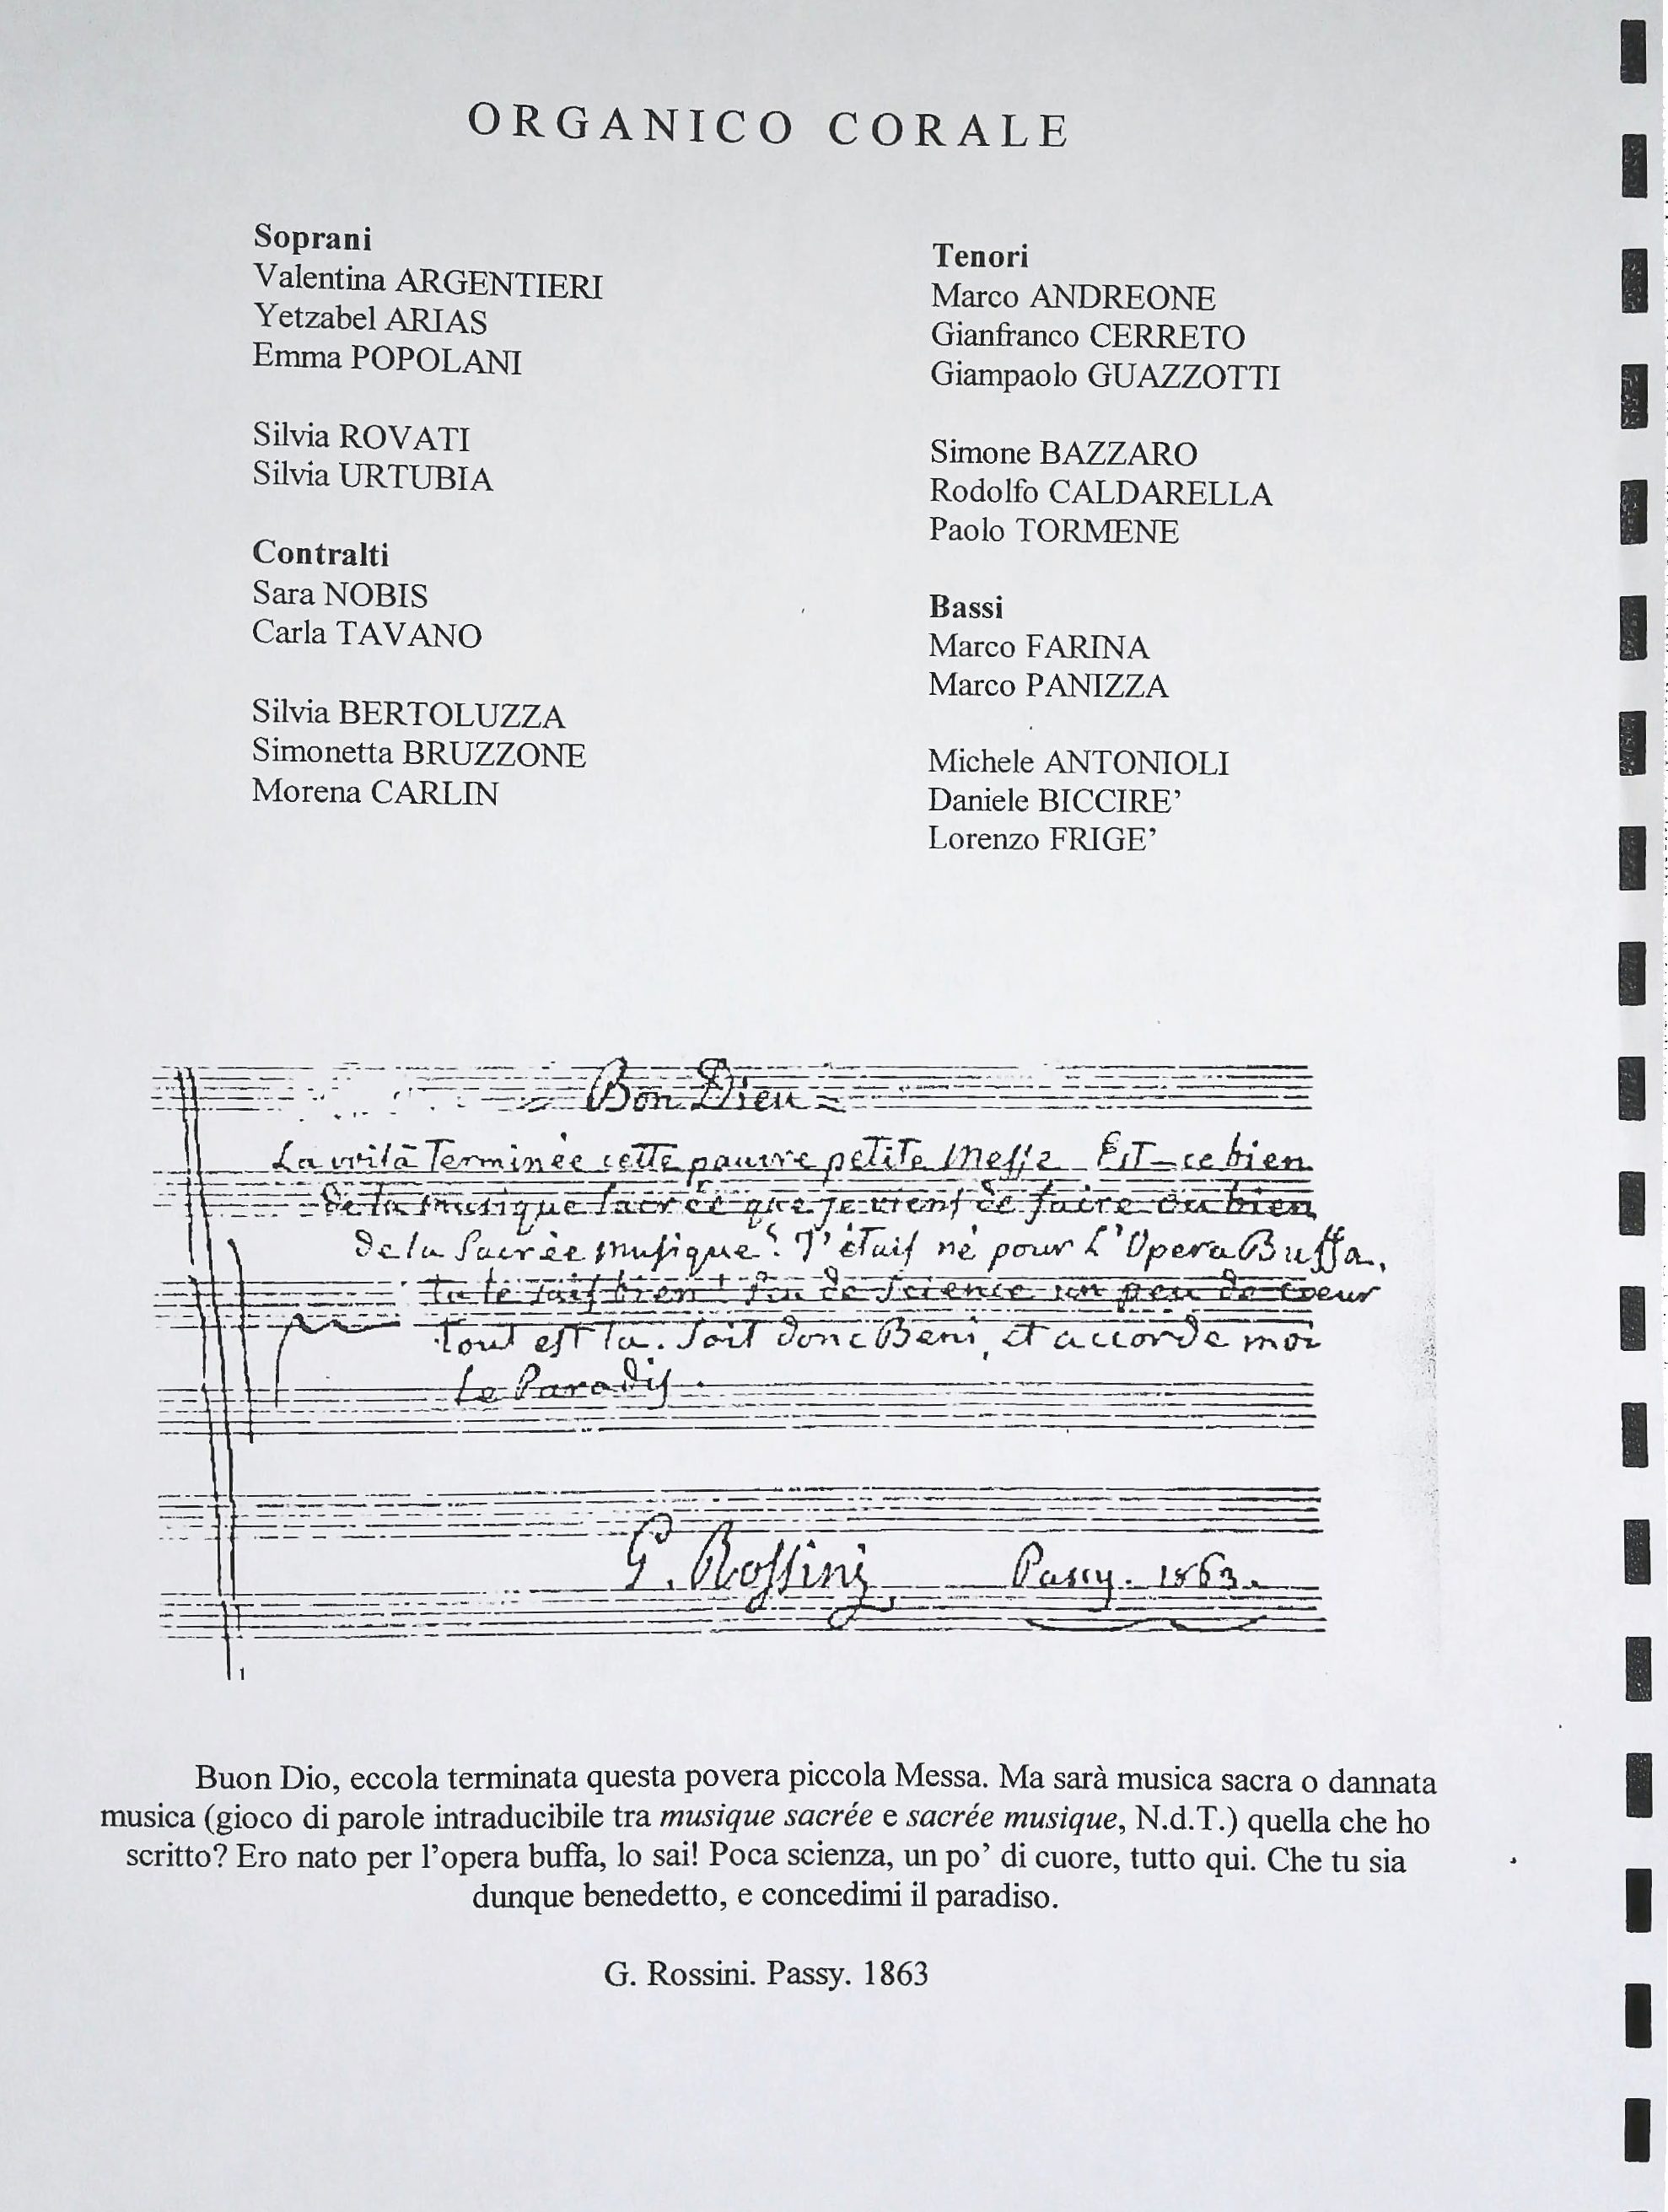 ORGANICO CORALE
Soprani
Valentina ARGENTIERI
Yetzabel ARIAS
Emma POPOLANI
Silvia ROVATI
Silvia URTUBIA
Contralti
Sara NOBIS
Carla TAVANO
Silvia BERTOLUZZA
Simonetta BRUZZONE
Morena CARLIN
Tenori
Marco ANDREONE
Gianfranco CERRETO
Giampaolo GUAZZOTTI
Simone BAZZARO
Rodolfo CALDARELLA
Paolo TORMENE
Bassi
Marco FARINA
Marco PANIZZA
Michele ANTONIOLI
Daniele BICCIRE’
Lorenzo FRIGE’
Bon Dieu
La voilà Terminée cette pauvre petite Messe Est-ce bien
de la musique Sacrée que je viens de faire ou bien
de la Sacrée musique? J'étais né pour L'Opera Buffa,
tu le sais bien! peu de science un peu de coeur
tout est la. Soit donc Beni, et accorde moi
Le Paradis.
G. Rossini Passy. 1863.
1
Buon Dio, eccola terminata questa povera piccola Messa. Ma sarà musica sacra o dannata
musica (gioco di parole intraducibile tra musique sacrée e sacrée musique, N.d.T.) quella che ho
scritto? Ero nato per l’opera buffa, lo sai! Poca scienza, un po’ di cuore, tutto qui. Che tu sia
dunque benedetto, e concedimi il paradiso.
G. Rossini. Passy. 1863